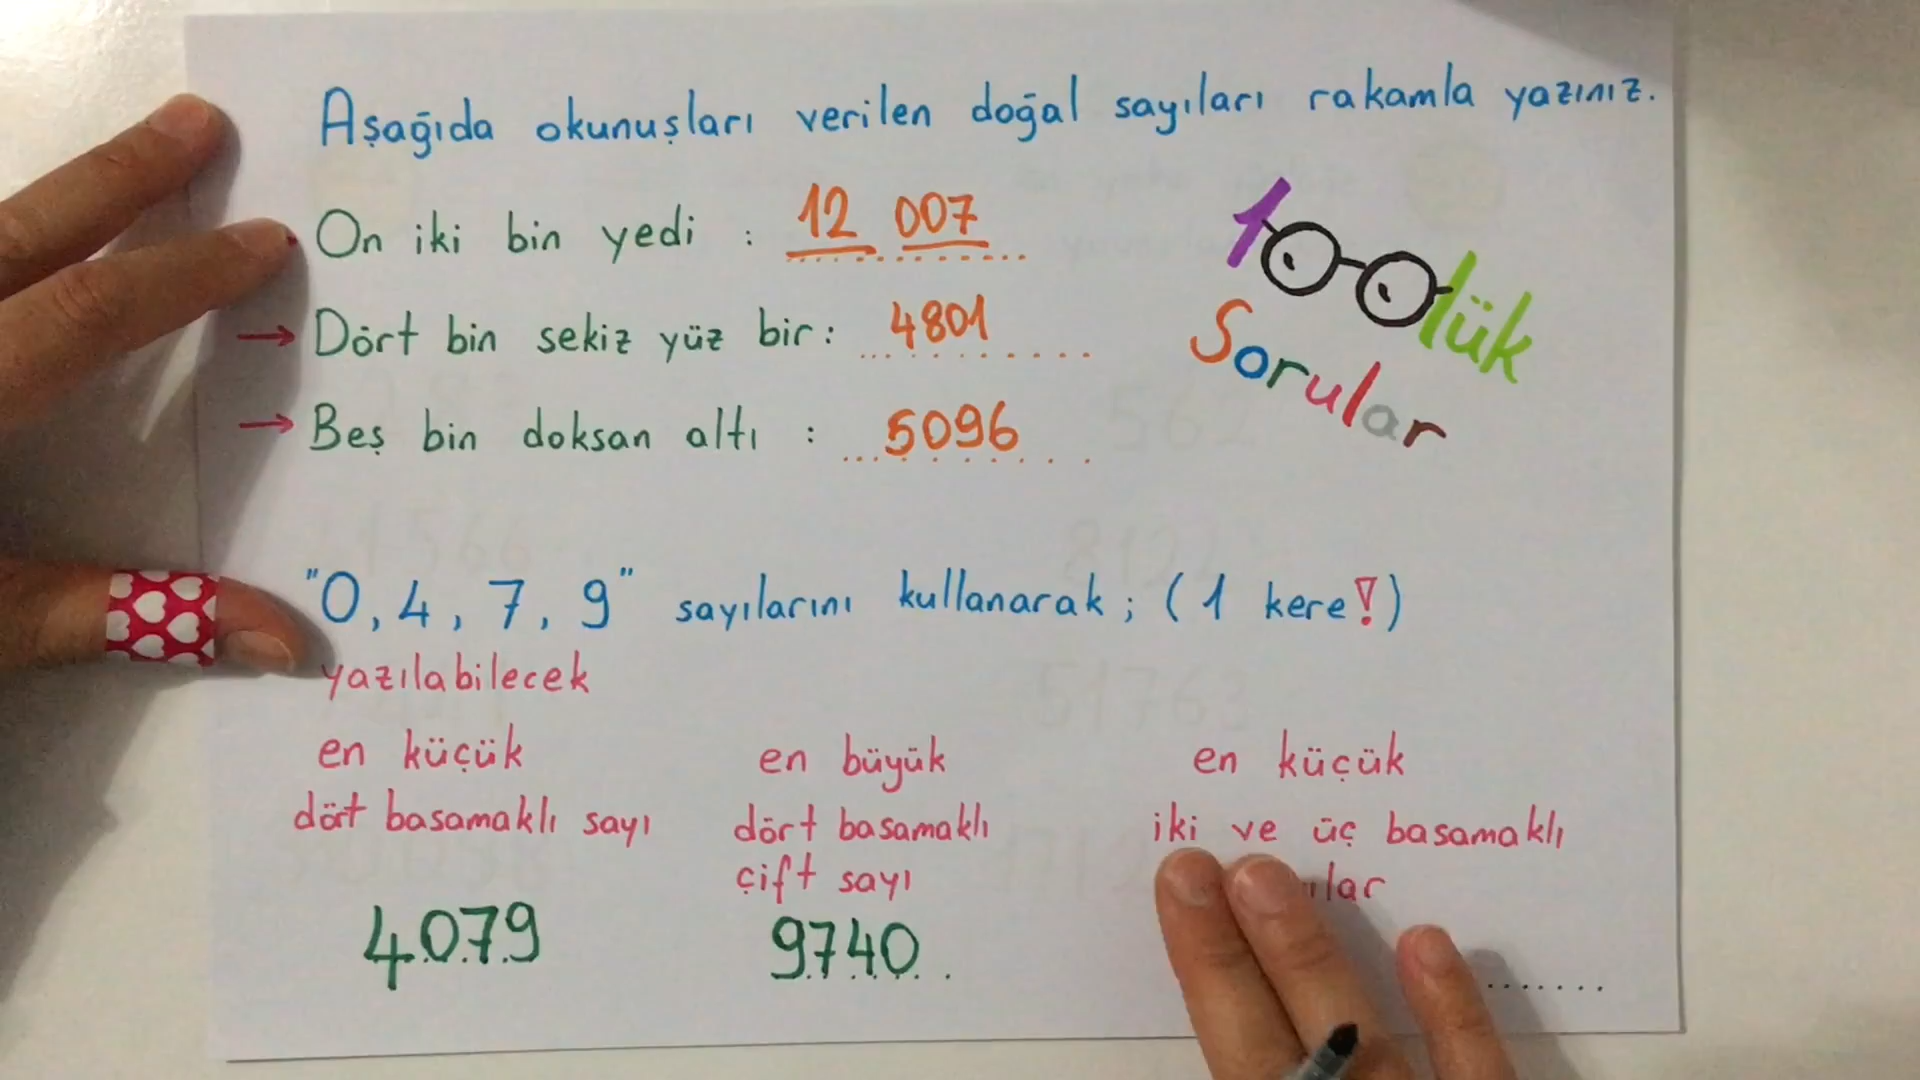 Aşağıda okunuşları verilen doğal sayıları rakamla yazınız.
On iki bin yedi : 12 007
→ Dört bin sekiz yüz bir: 4801
→ Beş bin doksan altı : 5096
100lük
Sorular
"0, 4, 7, 9" sayılarını kullanarak; (1 kere!)
yazılabilecek
en küçük
dört basamaklı sayı
4079
en büyük
dört basamaklı
çift sayı
9740
en küçük
iki ve üç basamaklı